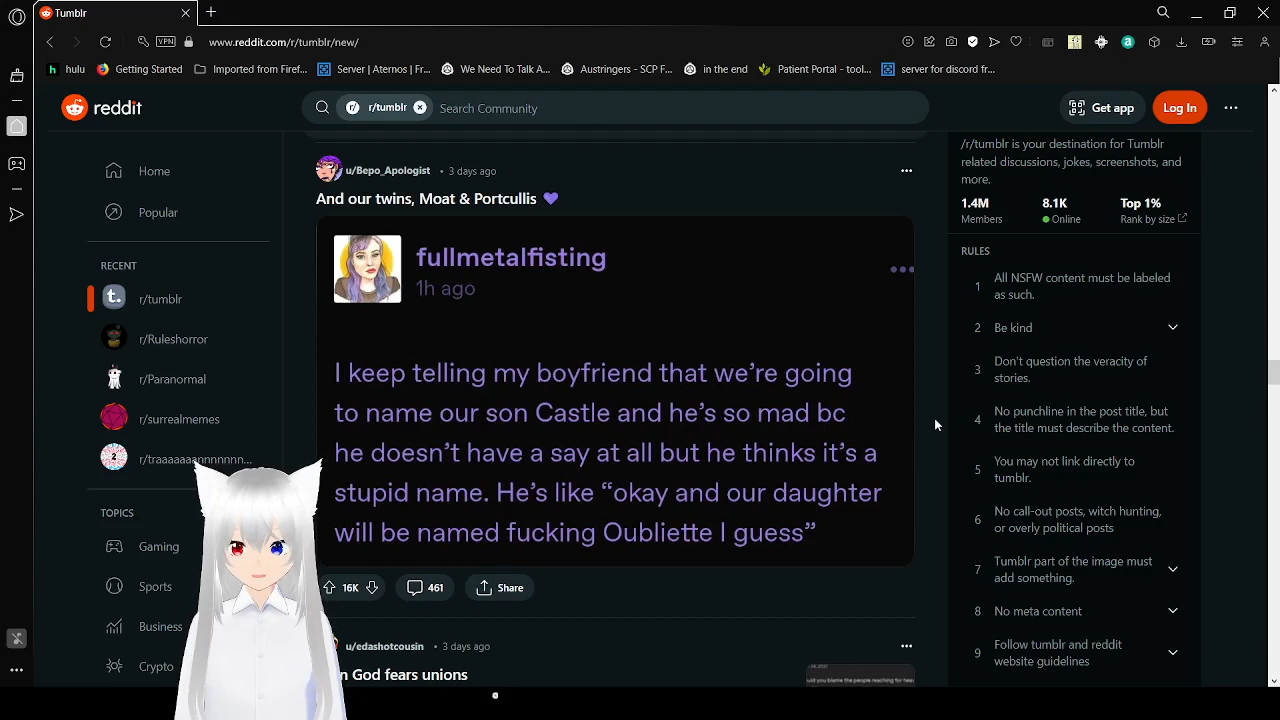 Tumblr
VPN
www.reddit.com/r/tumblr/new/
h hulu
Getting Started
Imported from Firef...
Server | Aternos | Fr...
We Need To Talk A...
Austringers - SCP F...
in the end
Patient Portal - tool...
server for discord fr...
reddit
r/ r/tumblr
Search Community
Get app
Log In
Home
Popular
RECENT
t. r/tumblr
r/Ruleshorror
r/Paranormal
r/surrealmemes
r/traaaaaaannnnnnn...
TOPICS
Gaming
Sports
Business
Crypto
u/Bepo_Apologist • 3 days ago
And our twins, Moat & Portcullis 💜
fullmetalfisting
1h ago
I keep telling my boyfriend that we’re going
to name our son Castle and he’s so mad bc
he doesn’t have a say at all but he thinks it’s a
stupid name. He’s like “okay and our daughter
will be named fucking Oubliette I guess”
16K
461
Share
u/edashotcousin • 3 days ago
God fears unions
ould you blame the people reaching for hea
/r/tumblr is your destination for Tumblr
related discussions, jokes, screenshots, and
more.
1.4M 8.1K Top 1%
Members Online Rank by size
RULES
1 All NSFW content must be labeled
as such.
2 Be kind
3 Don't question the veracity of
stories.
4 No punchline in the post title, but
the title must describe the content.
5 You may not link directly to
tumblr.
6 No call-out posts, witch hunting,
or overly political posts
7 Tumblr part of the image must
add something.
8 No meta content
9 Follow tumblr and reddit
website guidelines